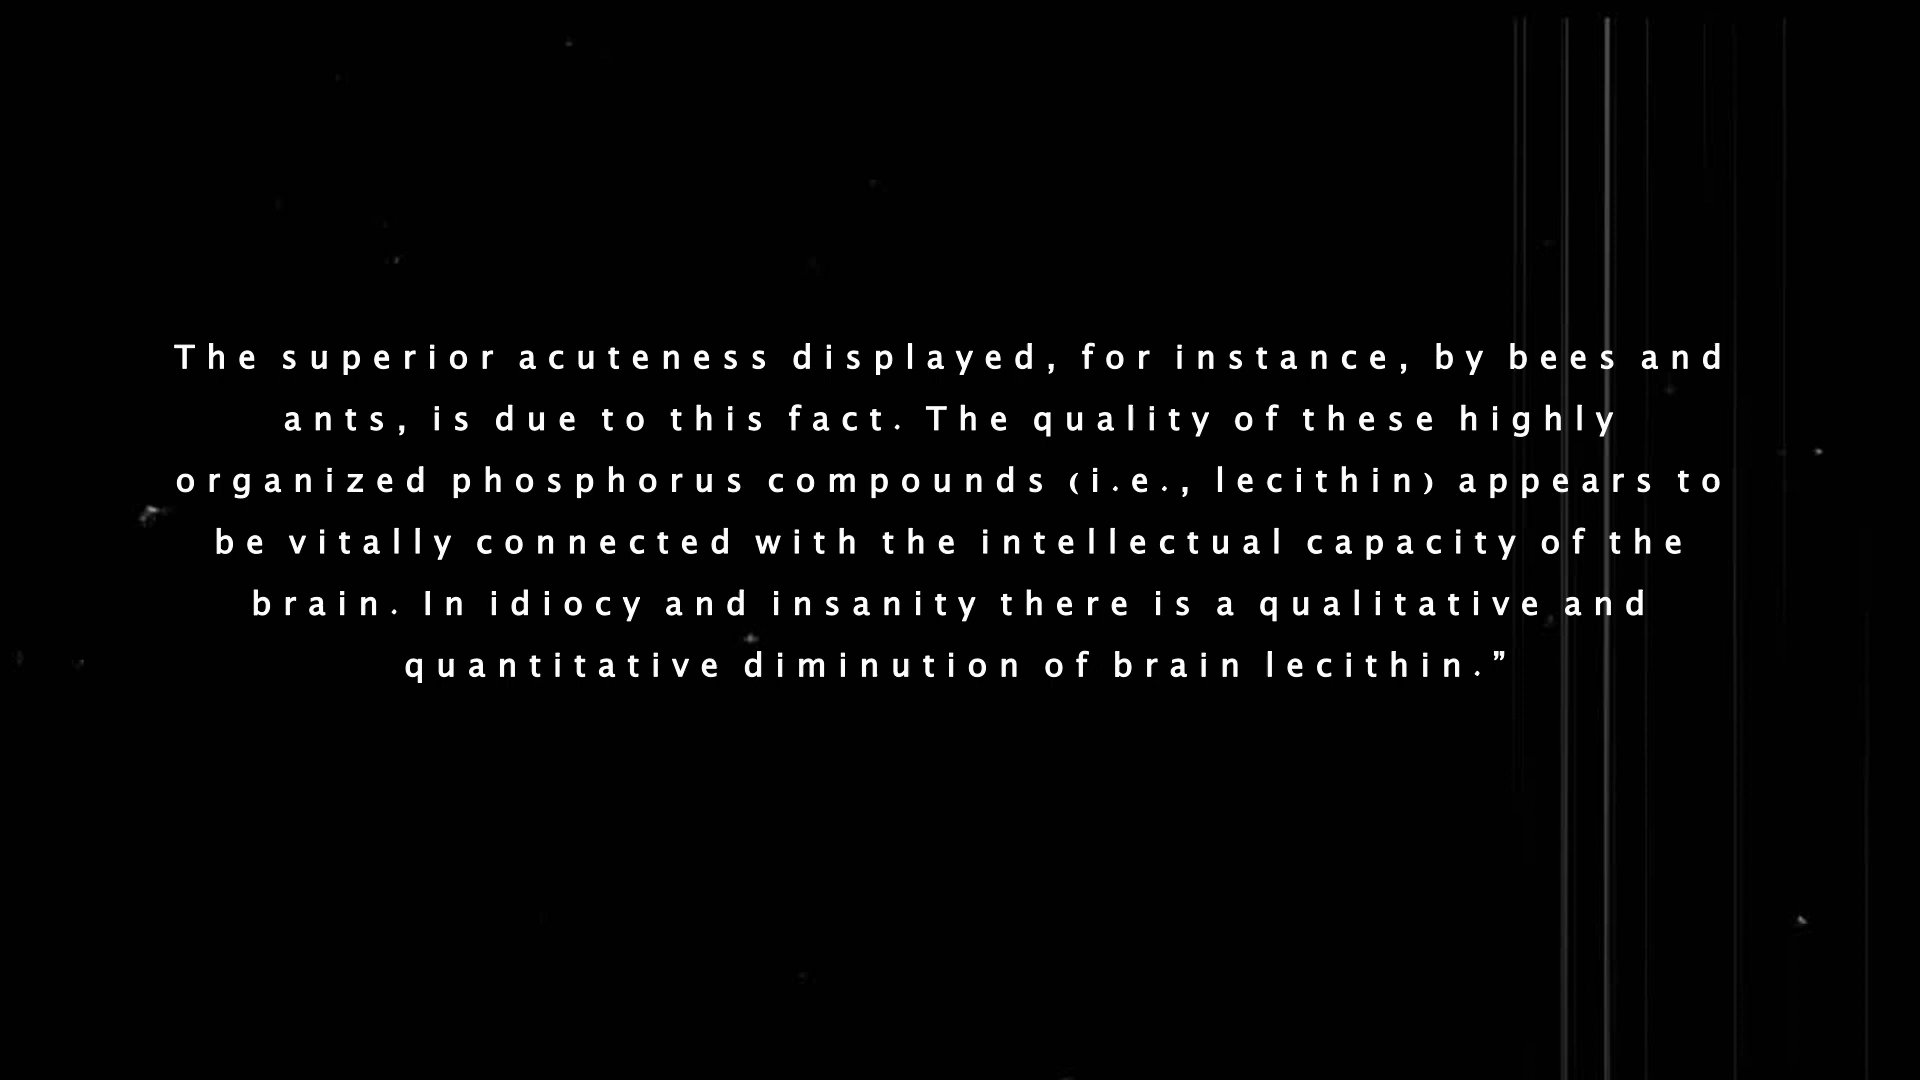 The superior acuteness displayed, for instance, by bees and
ants, is due to this fact. The quality of these highly
organized phosphorus compounds (i.e., lecithin) appears to
be vitally connected with the intellectual capacity of the
brain. In idiocy and insanity there is a qualitative and
quantitative diminution of brain lecithin.”